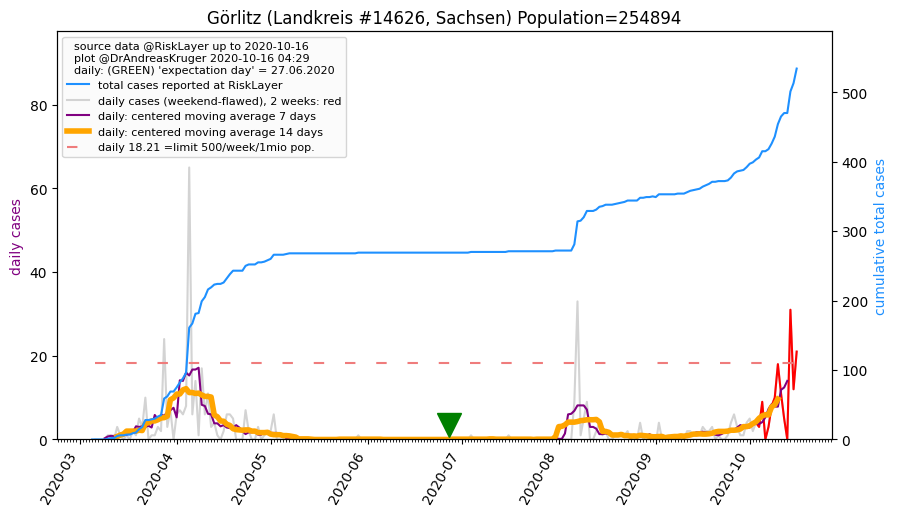 Görlitz (Landkreis #14626, Sachsen) Population=254894
source data @RiskLayer up to 2020-10-16
plot @DrAndreasKruger 2020-10-16 04:29
daily: (GREEN) 'expectation day' = 27.06.2020
total cases reported at RiskLayer
daily cases (weekend-flawed), 2 weeks: red
daily: centered moving average 7 days
daily: centered moving average 14 days
daily 18.21 =limit 500/week/1mio pop.
daily cases
80
60
40
20
0
cumulative total cases
500
400
300
200
100
0
2020-03
2020-04
2020-05
2020-06
2020-07
2020-08
2020-09
2020-10